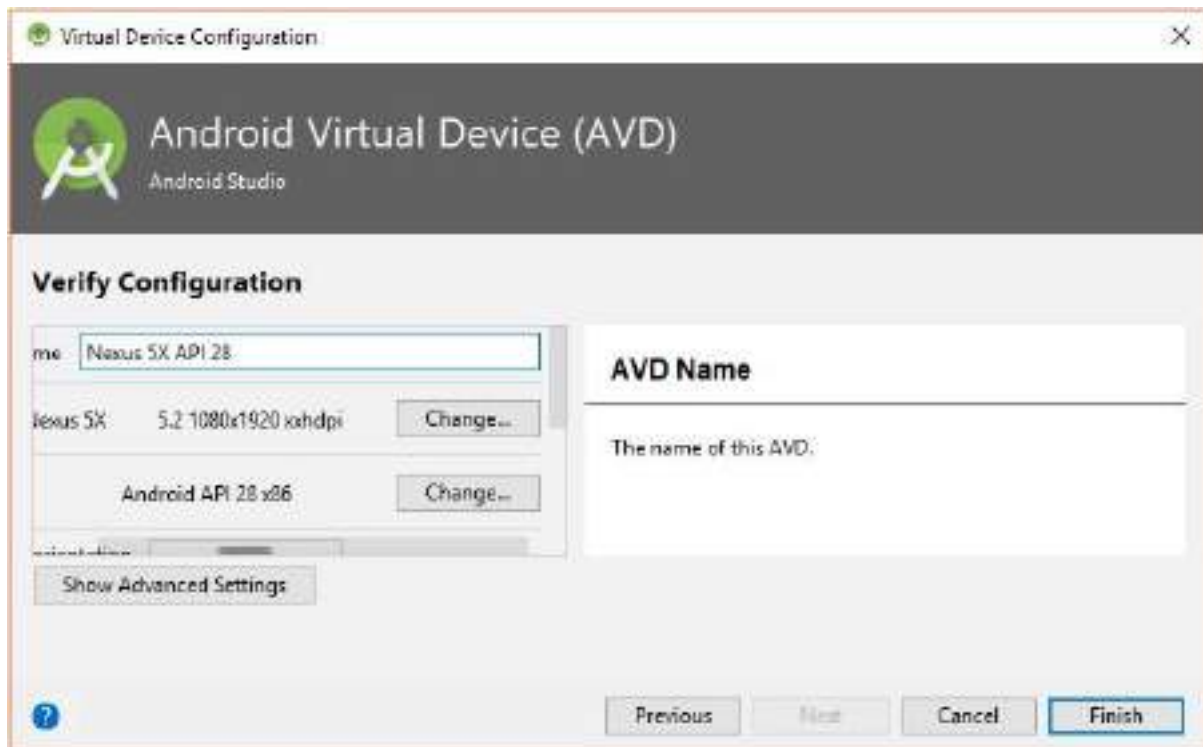 Virtual Device Configuration
Android Virtual Device (AVD)
Android Studio
Verify Configuration
me Nexus 5X API 28
Nexus 5X 5.2 1080x1920 xxhdpi Change...
Android API 28 x86 Change...
AVD Name
The name of this AVD.
Show Advanced Settings
? Previous Next Cancel Finish